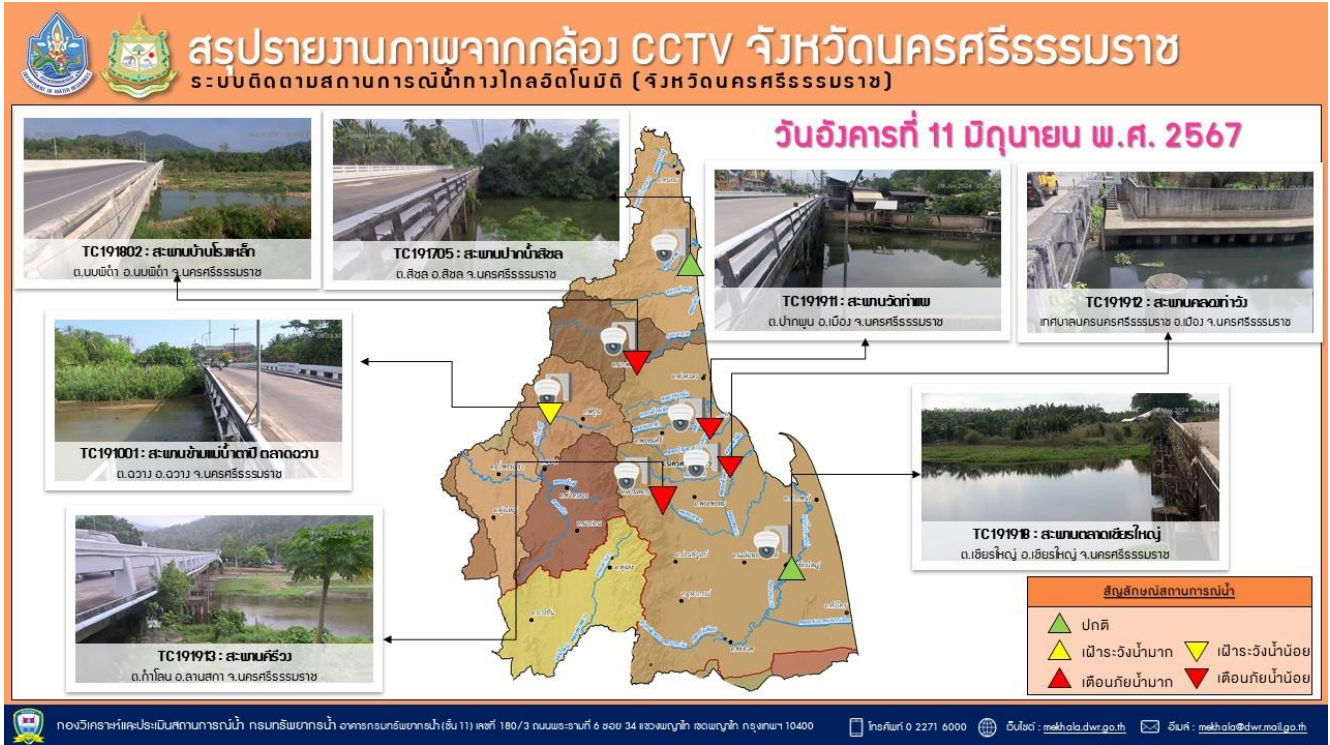 สรุปรายงานภาพจากกล้อง CCTV จังหวัดนครศรีธรรมราช
ระบบติดตามสถานการณ์น้ำทางไกลอัตโนมัติ (จังหวัดนครศรีธรรมราช)
วันอังคารที่ 11 มิถุนายน พ.ศ. 2567
TC191802 : สะพานบ้านโรงเหล็ก
ต.นบพิตำ อ.นบพิตำ จ.นครศรีธรรมราช
TC191705 : สะพานปากน้ำสิชล
ต.สิชล อ.สิชล จ.นครศรีธรรมราช
TC191911 : สะพานวัดท่าแพ
ต.ปากพูน อ.เมือง จ.นครศรีธรรมราช
TC191912 : สะพานคลองท่าวัง
เทศบาลนครนครศรีธรรมราช อ.เมือง จ.นครศรีธรรมราช
TC191001 : สะพานข้ามแม่น้ำตาปี ตลาดฉวาง
ต.ฉวาง อ.ฉวาง จ.นครศรีธรรมราช
TC191918 : สะพานตลาดเชียรใหญ่
ต.เชียรใหญ่ อ.เชียรใหญ่ จ.นครศรีธรรมราช
TC191913 : สะพานคีรีวง
ต.กำโลน อ.ลานสกา จ.นครศรีธรรมราช
สัญลักษณ์สถานการณ์น้ำ
ปกติ
เฝ้าระวังน้ำมาก เฝ้าระวังน้ำน้อย
เตือนภัยน้ำมาก เตือนภัยน้ำน้อย
กองวิเคราะห์และประเมินสถานการณ์น้ำ กรมทรัพยากรน้ำ อาคารกรมทรัพยากรน้ำ (ชั้น 11) เลขที่ 180/3 ถนนพระรามที่ 6 ซอย 34 แขวงพญาไท เขตพญาไท กรุงเทพฯ 10400 โทรศัพท์ 0 2271 6000 เว็บไซต์ : mekhala.dwr.go.th อีเมล์ : mekhala@dwr.mail.go.th